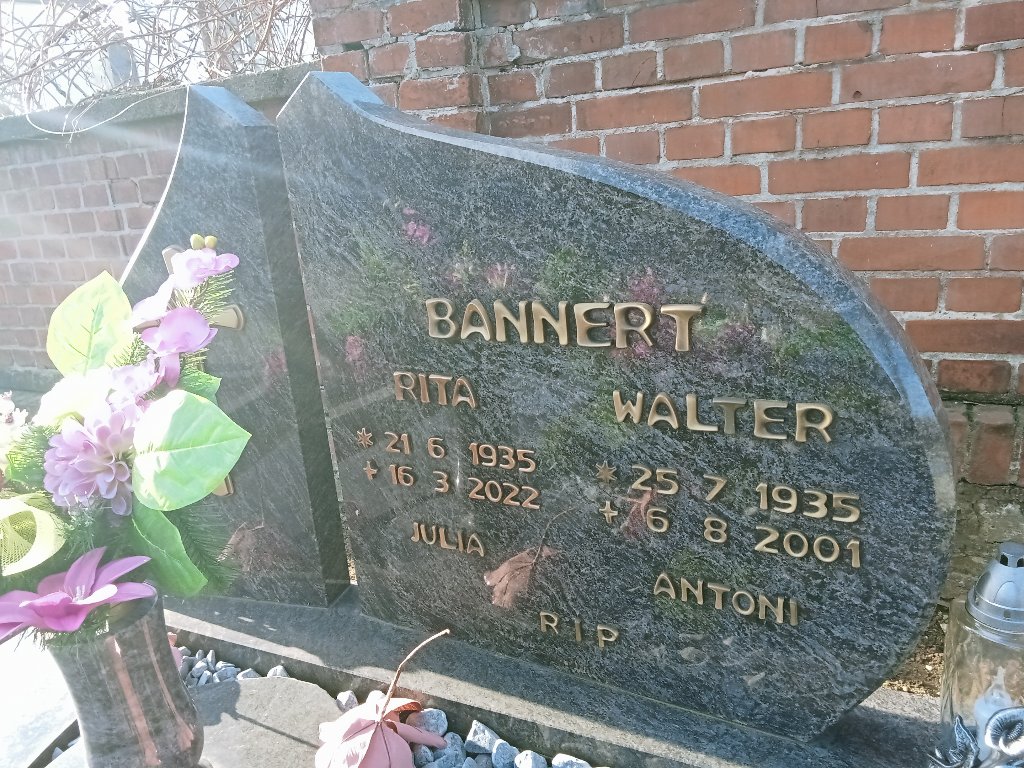 BANNERT
RITA WALTER
* 21 6 1935 * 25 7 1935
+ 16 3 2022 + 6 8 2001
JULIA ANTONI
R I P